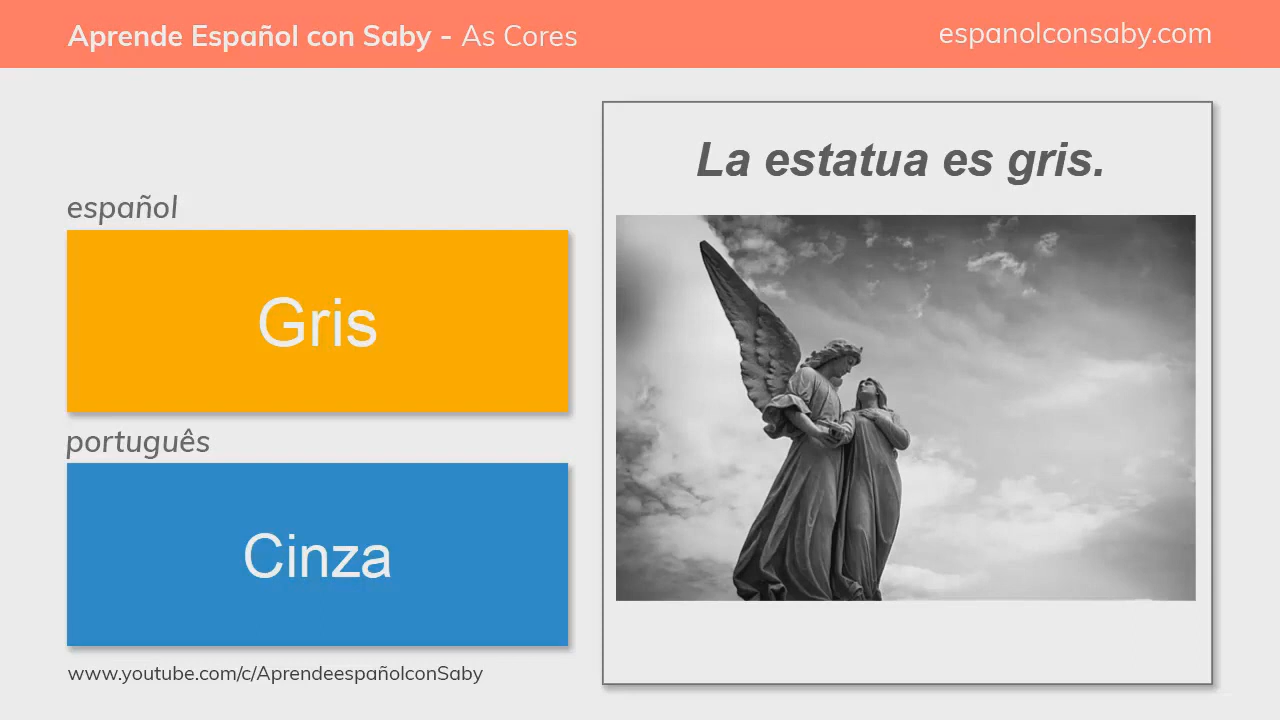 Aprende Español con Saby - As Cores
espanolconsaby.com
español
Gris
português
Cinza
www.youtube.com/c/AprendeespañolconSaby
La estatua es gris.